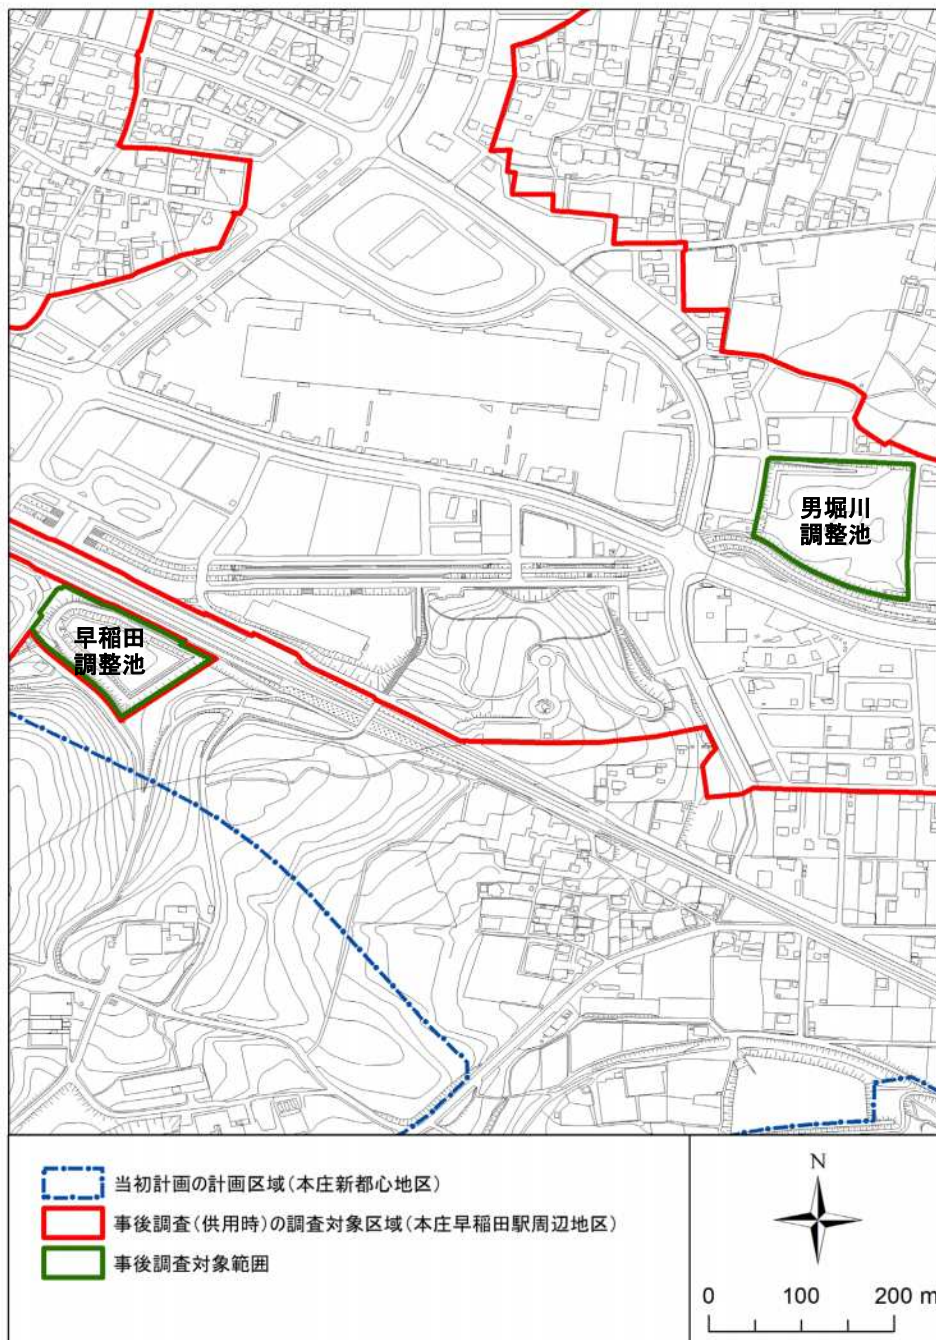 男堀川
調整池
早稲田
調整池
当初計画の計画区域(本庄新都心地区)
事後調査(供用時)の調査対象区域(本庄早稲田駅周辺地区)
事後調査対象範囲
N
0 100 200 m